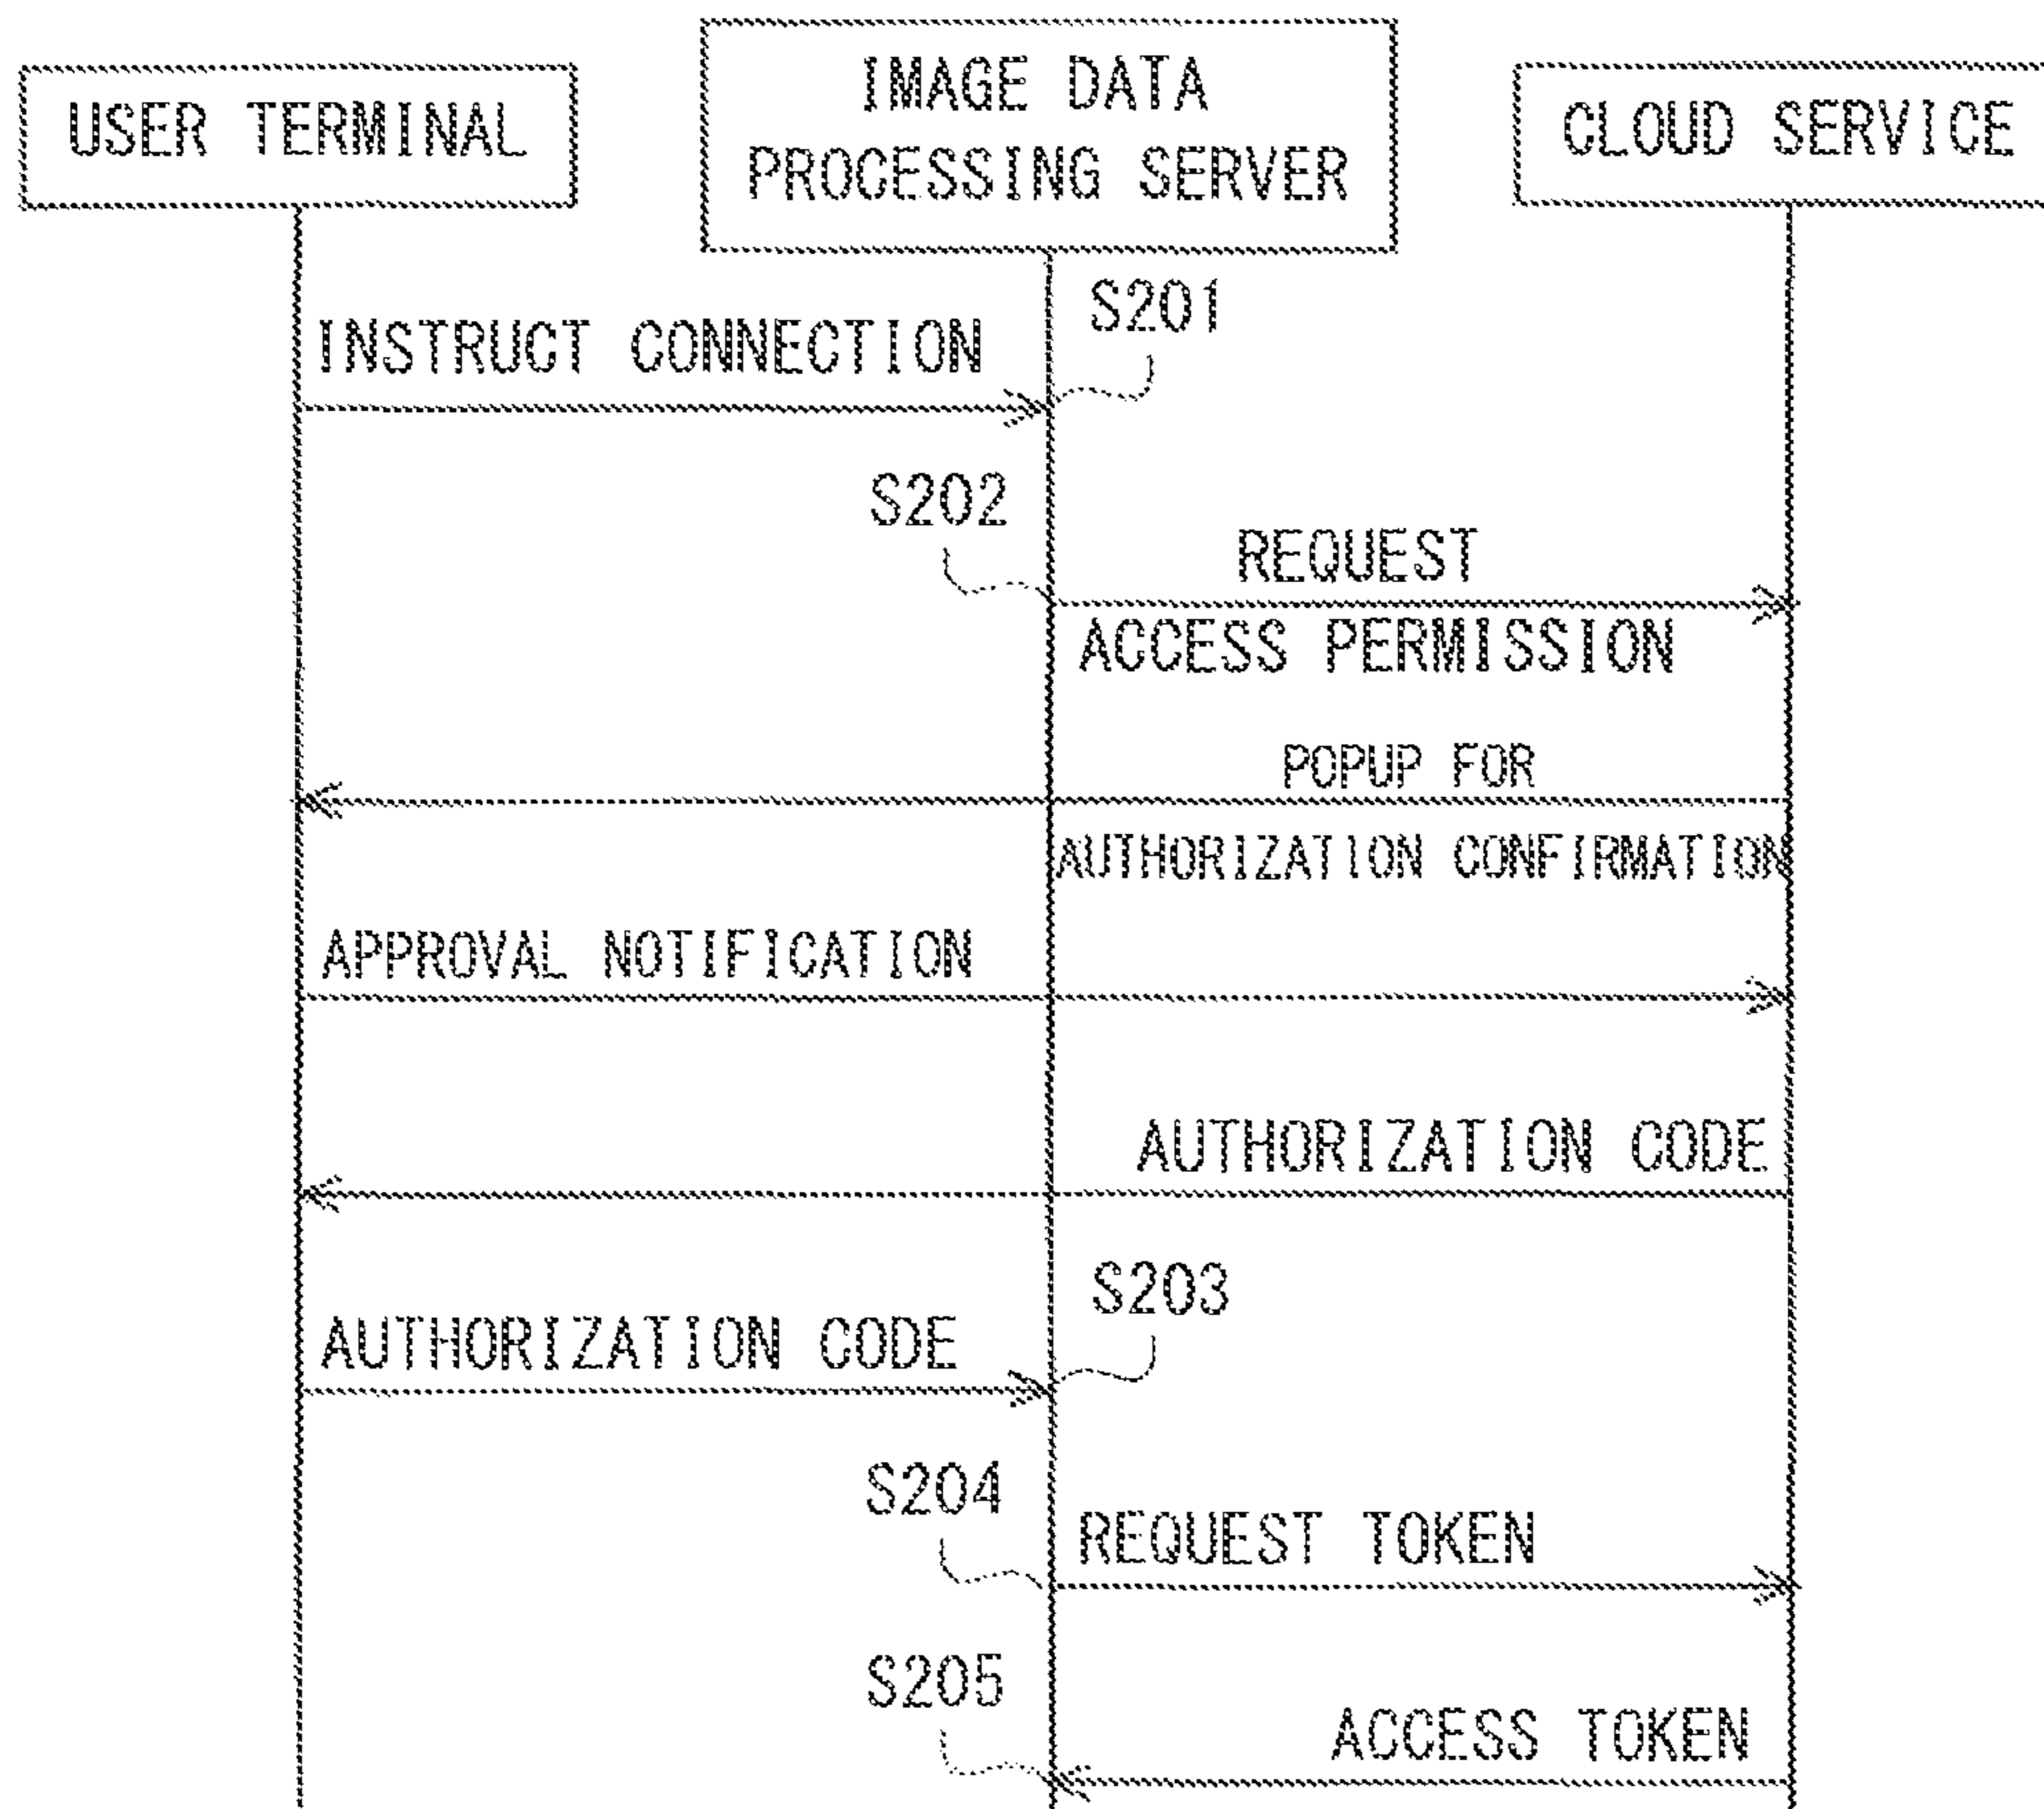 USER TERMINAL
IMAGE DATA
PROCESSING SERVER
CLOUD SERVICE
S201
INSTRUCT CONNECTION
S202
REQUEST
ACCESS PERMISSION
POPUP FOR
AUTHORIZATION CONFIRMATION
APPROVAL NOTIFICATION
AUTHORIZATION CODE
S203
AUTHORIZATION CODE
S204
REQUEST TOKEN
S205
ACCESS TOKEN